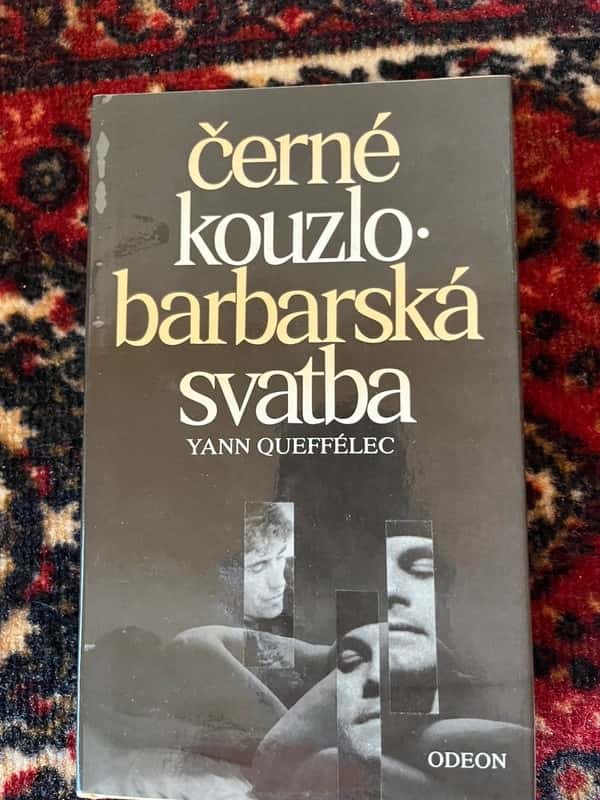 černé
kouzlo·
barbarská
svatba
YANN QUEFFÉLEC
ODEON